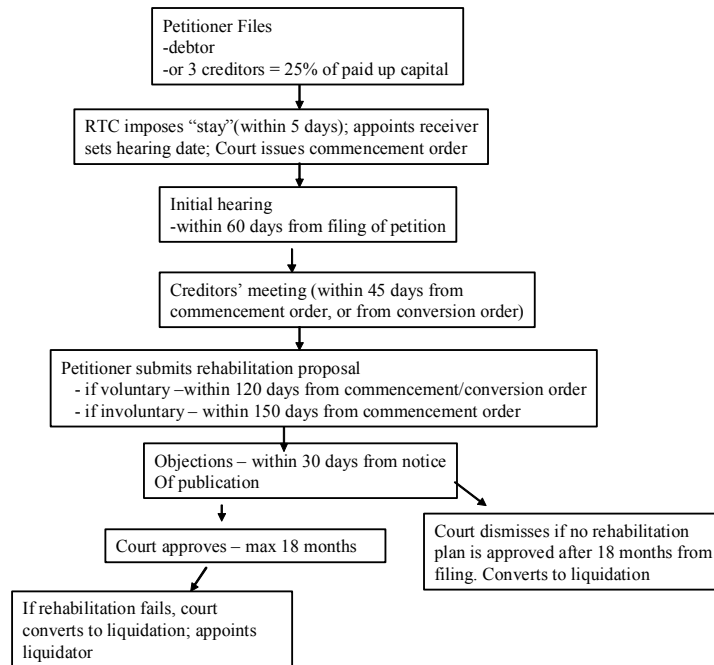 Petitioner Files
-debtor
-or 3 creditors = 25% of paid up capital
RTC imposes “stay”(within 5 days); appoints receiver
sets hearing date; Court issues commencement order
Initial hearing
-within 60 days from filing of petition
Creditors’ meeting (within 45 days from
commencement order, or from conversion order)
Petitioner submits rehabilitation proposal
- if voluntary –within 120 days from commencement/conversion order
- if involuntary – within 150 days from commencement order
Objections – within 30 days from notice
Of publication
Court approves – max 18 months
Court dismisses if no rehabilitation
plan is approved after 18 months from
filing. Converts to liquidation
If rehabilitation fails, court
converts to liquidation; appoints
liquidator